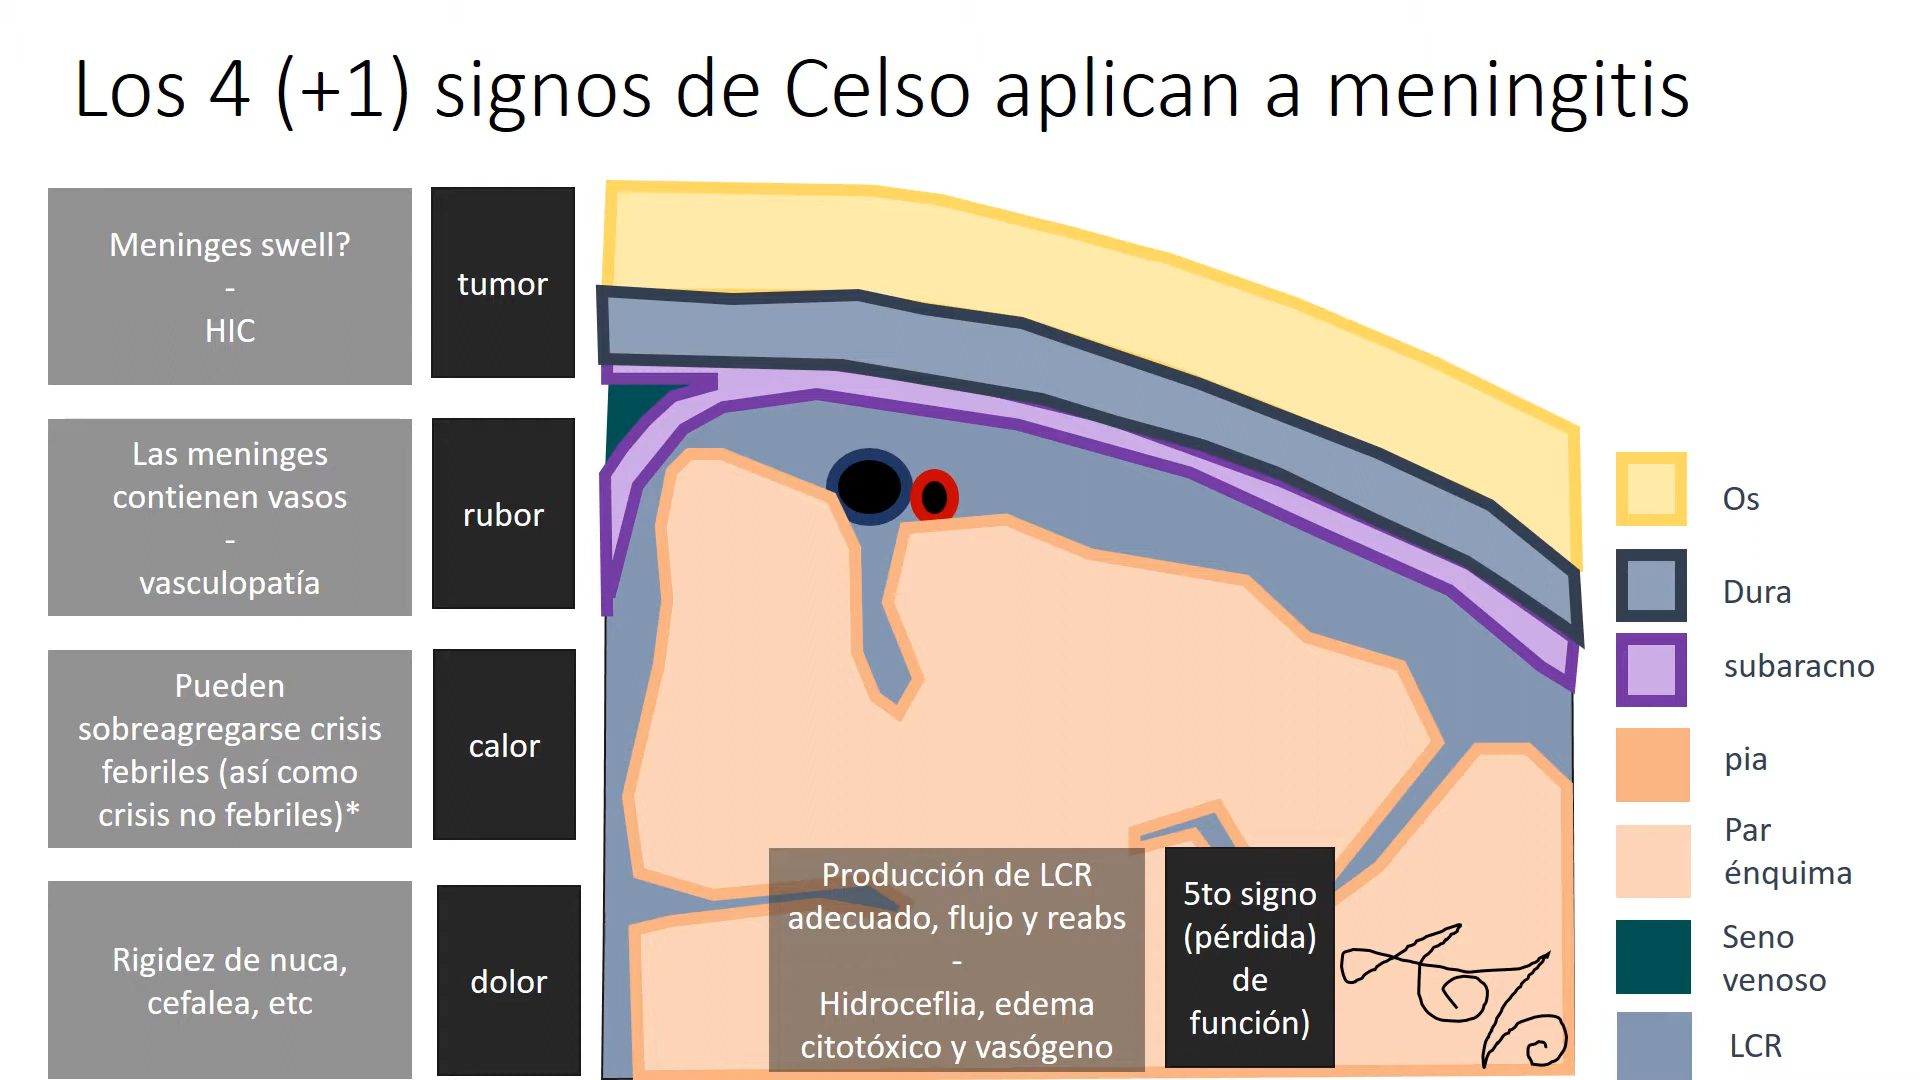 Los 4 (+1) signos de Celso aplican a meningitis
Meninges swell?
-
HIC
tumor
Las meninges
contienen vasos
-
vasculopatía
rubor
Pueden
sobreagregarse crisis
febriles (así como
crisis no febriles)*
calor
Rigidez de nuca,
cefalea, etc
dolor
Producción de LCR
adecuado, flujo y reabs
-
Hidroceflia, edema
citotóxico y vasógeno
5to signo
(pérdida)
de
función)
Os
Dura
subaracno
pia
Par
énquima
Seno
venoso
LCR